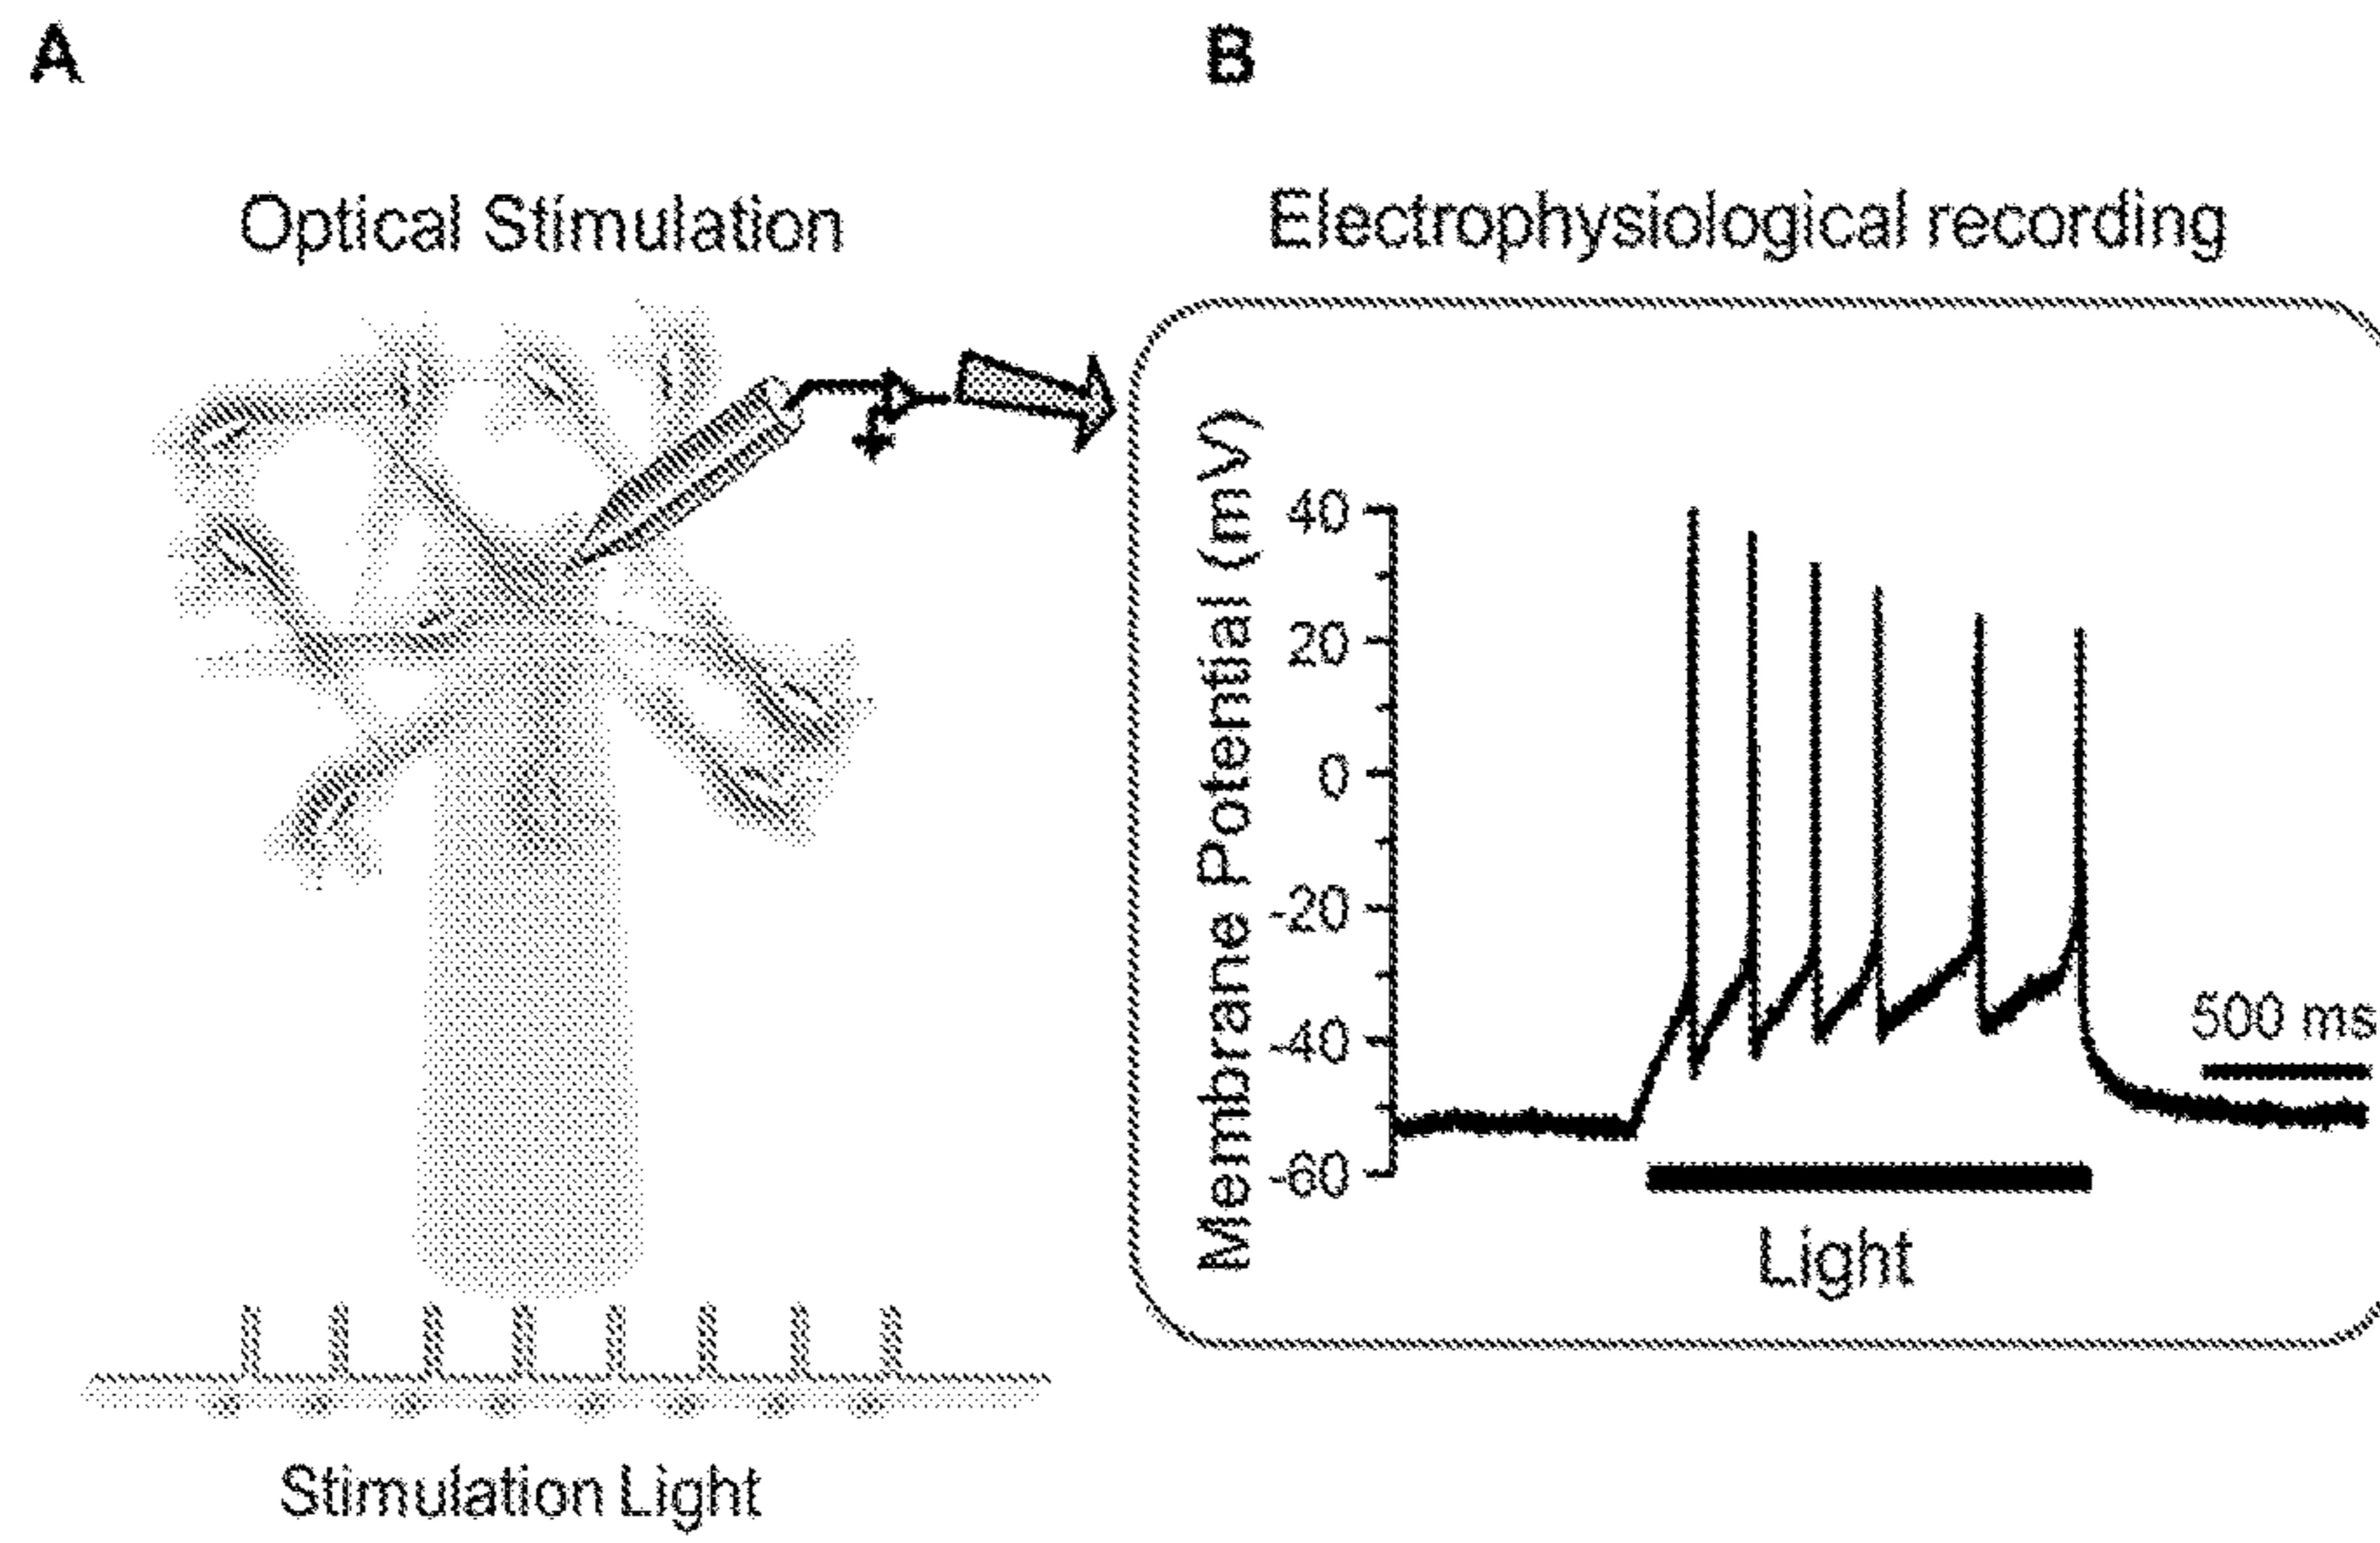 A
B
Optical Stimulation
Electrophysiological recording
Membrane Potential (mV)
40
20
0
-20
-40
-60
500 ms
Light
Stimulation Light